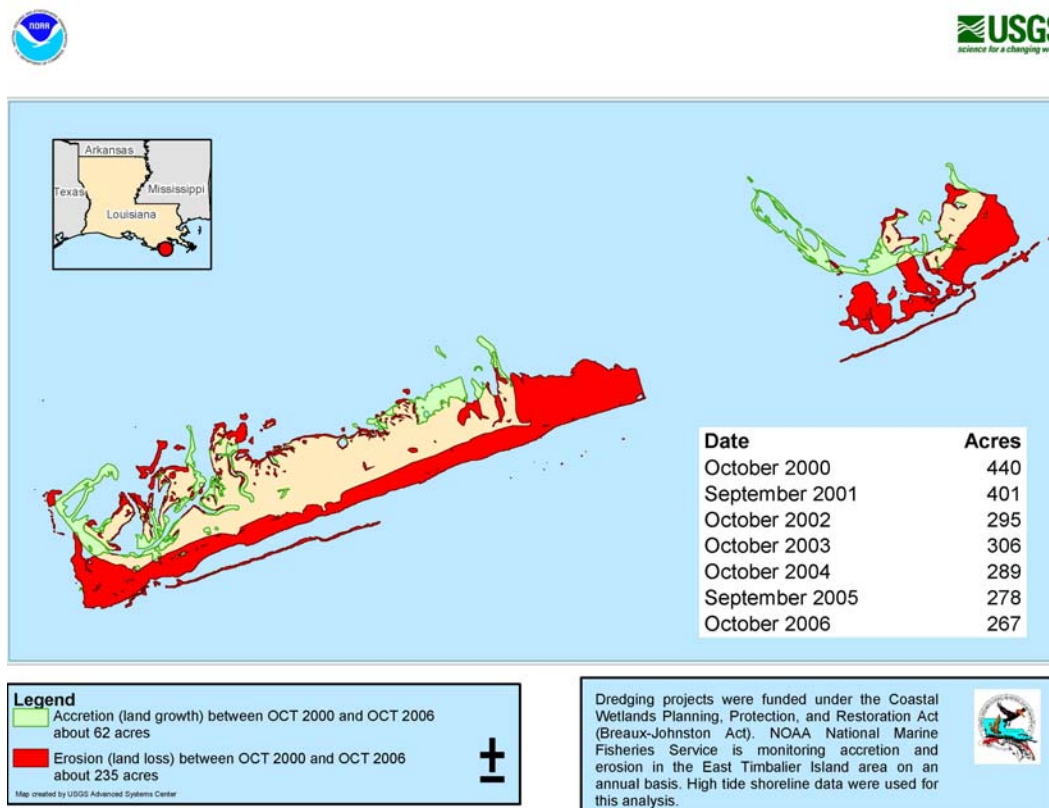 NOAA
USGS
science for a changing w
Arkansas
Texas
Mississippi
Louisiana
Date Acres
October 2000 440
September 2001 401
October 2002 295
October 2003 306
October 2004 289
September 2005 278
October 2006 267
Legend
Accretion (land growth) between OCT 2000 and OCT 2006
about 62 acres
Erosion (land loss) between OCT 2000 and OCT 2006
about 235 acres
Map created by USGS Advanced Systems Center
Dredging projects were funded under the Coastal
Wetlands Planning, Protection, and Restoration Act
(Breaux-Johnston Act). NOAA National Marine
Fisheries Service is monitoring accretion and
erosion in the East Timbalier Island area on an
annual basis. High tide shoreline data were used for
this analysis.